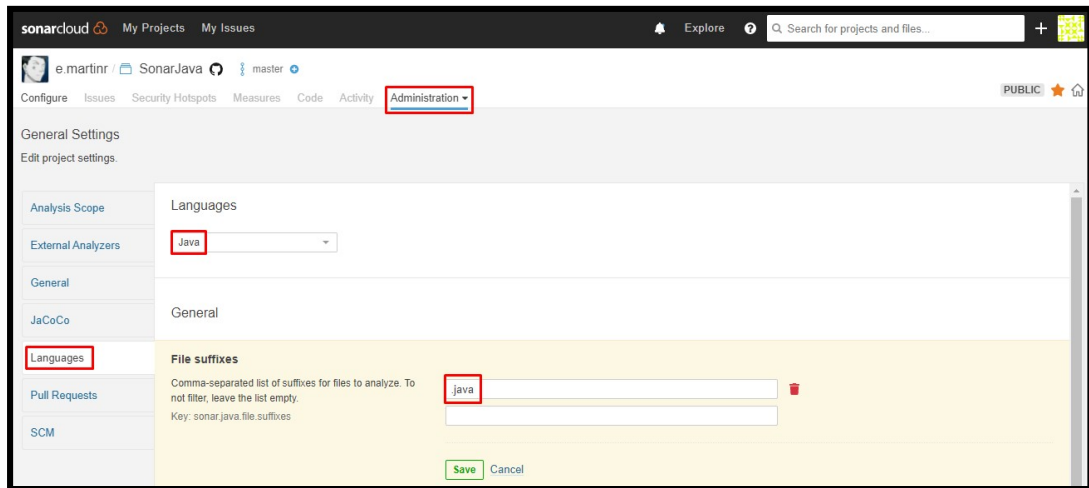 sonarcloud My Projects My Issues Explore Search for projects and files...
e.martinr / SonarJava master
Configure Issues Security Hotspots Measures Code Activity Administration PUBLIC
General Settings
Edit project settings.
Analysis Scope
External Analyzers
General
JaCoCo
Languages
Pull Requests
SCM
Languages
Java
General
File suffixes
Comma-separated list of suffixes for files to analyze. To
not filter, leave the list empty.
Key: sonar.java.file.suffixes
.java
Save Cancel